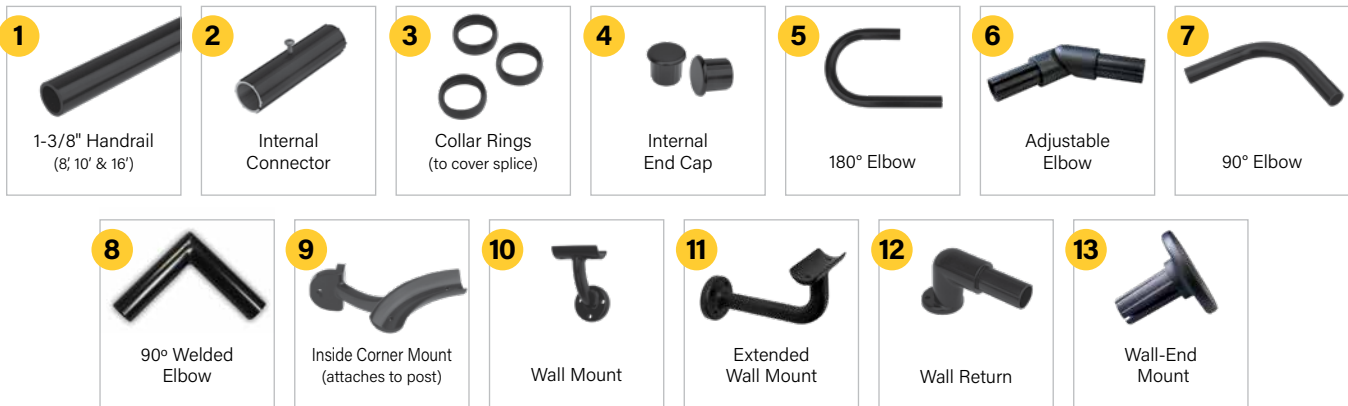 1
1-3/8" Handrail
(8', 10' & 16')
2
Internal
Connector
3
Collar Rings
(to cover splice)
4
Internal
End Cap
5
180° Elbow
6
Adjustable
Elbow
7
90° Elbow
8
90º Welded
Elbow
9
Inside Corner Mount
(attaches to post)
10
Wall Mount
11
Extended
Wall Mount
12
Wall Return
13
Wall-End
Mount